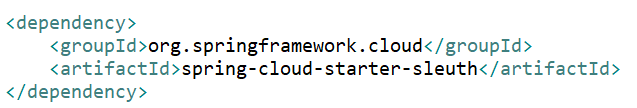 <dependency>
    <groupId>org.springframework.cloud</groupId>
    <artifactId>spring-cloud-starter-sleuth</artifactId>
</dependency>